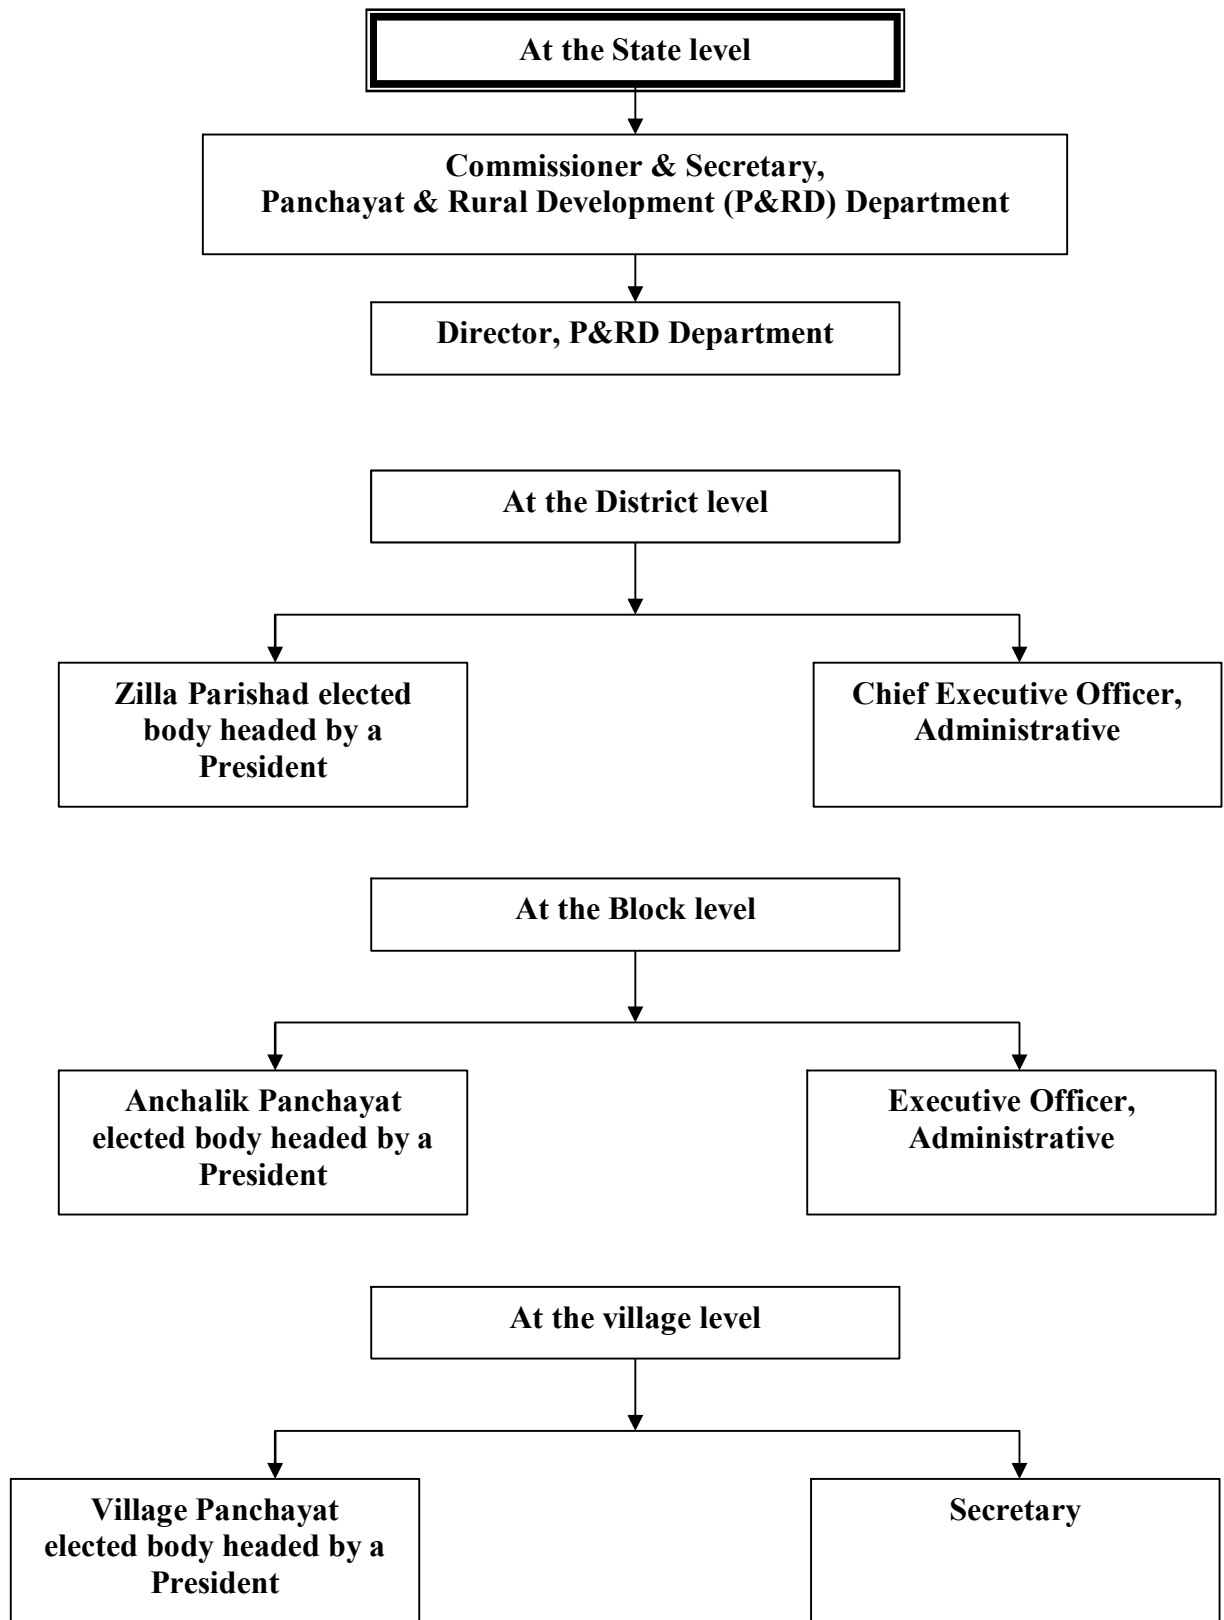 At the State level
Commissioner & Secretary,
Panchayat & Rural Development (P&RD) Department
Director, P&RD Department
At the District level
Zilla Parishad elected
body headed by a
President
Chief Executive Officer,
Administrative
At the Block level
Anchalik Panchayat
elected body headed by a
President
Executive Officer,
Administrative
At the village level
Village Panchayat
elected body headed by a
President
Secretary